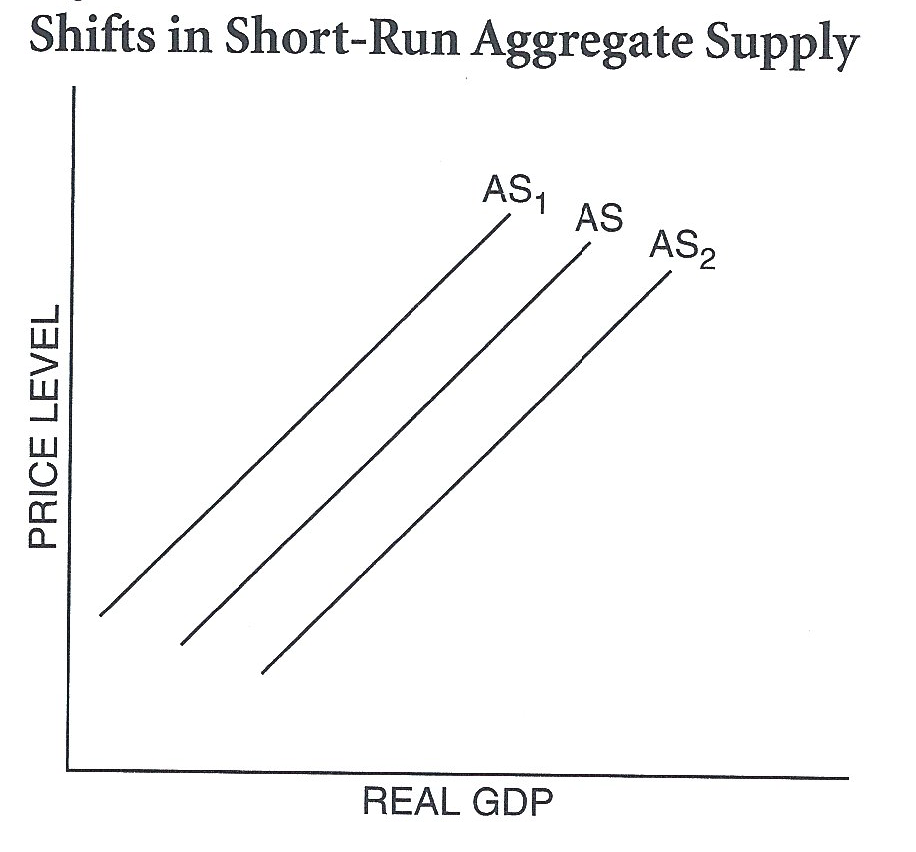 Shifts in Short-Run Aggregate Supply
AS₁
AS
AS₂
PRICE LEVEL
REAL GDP